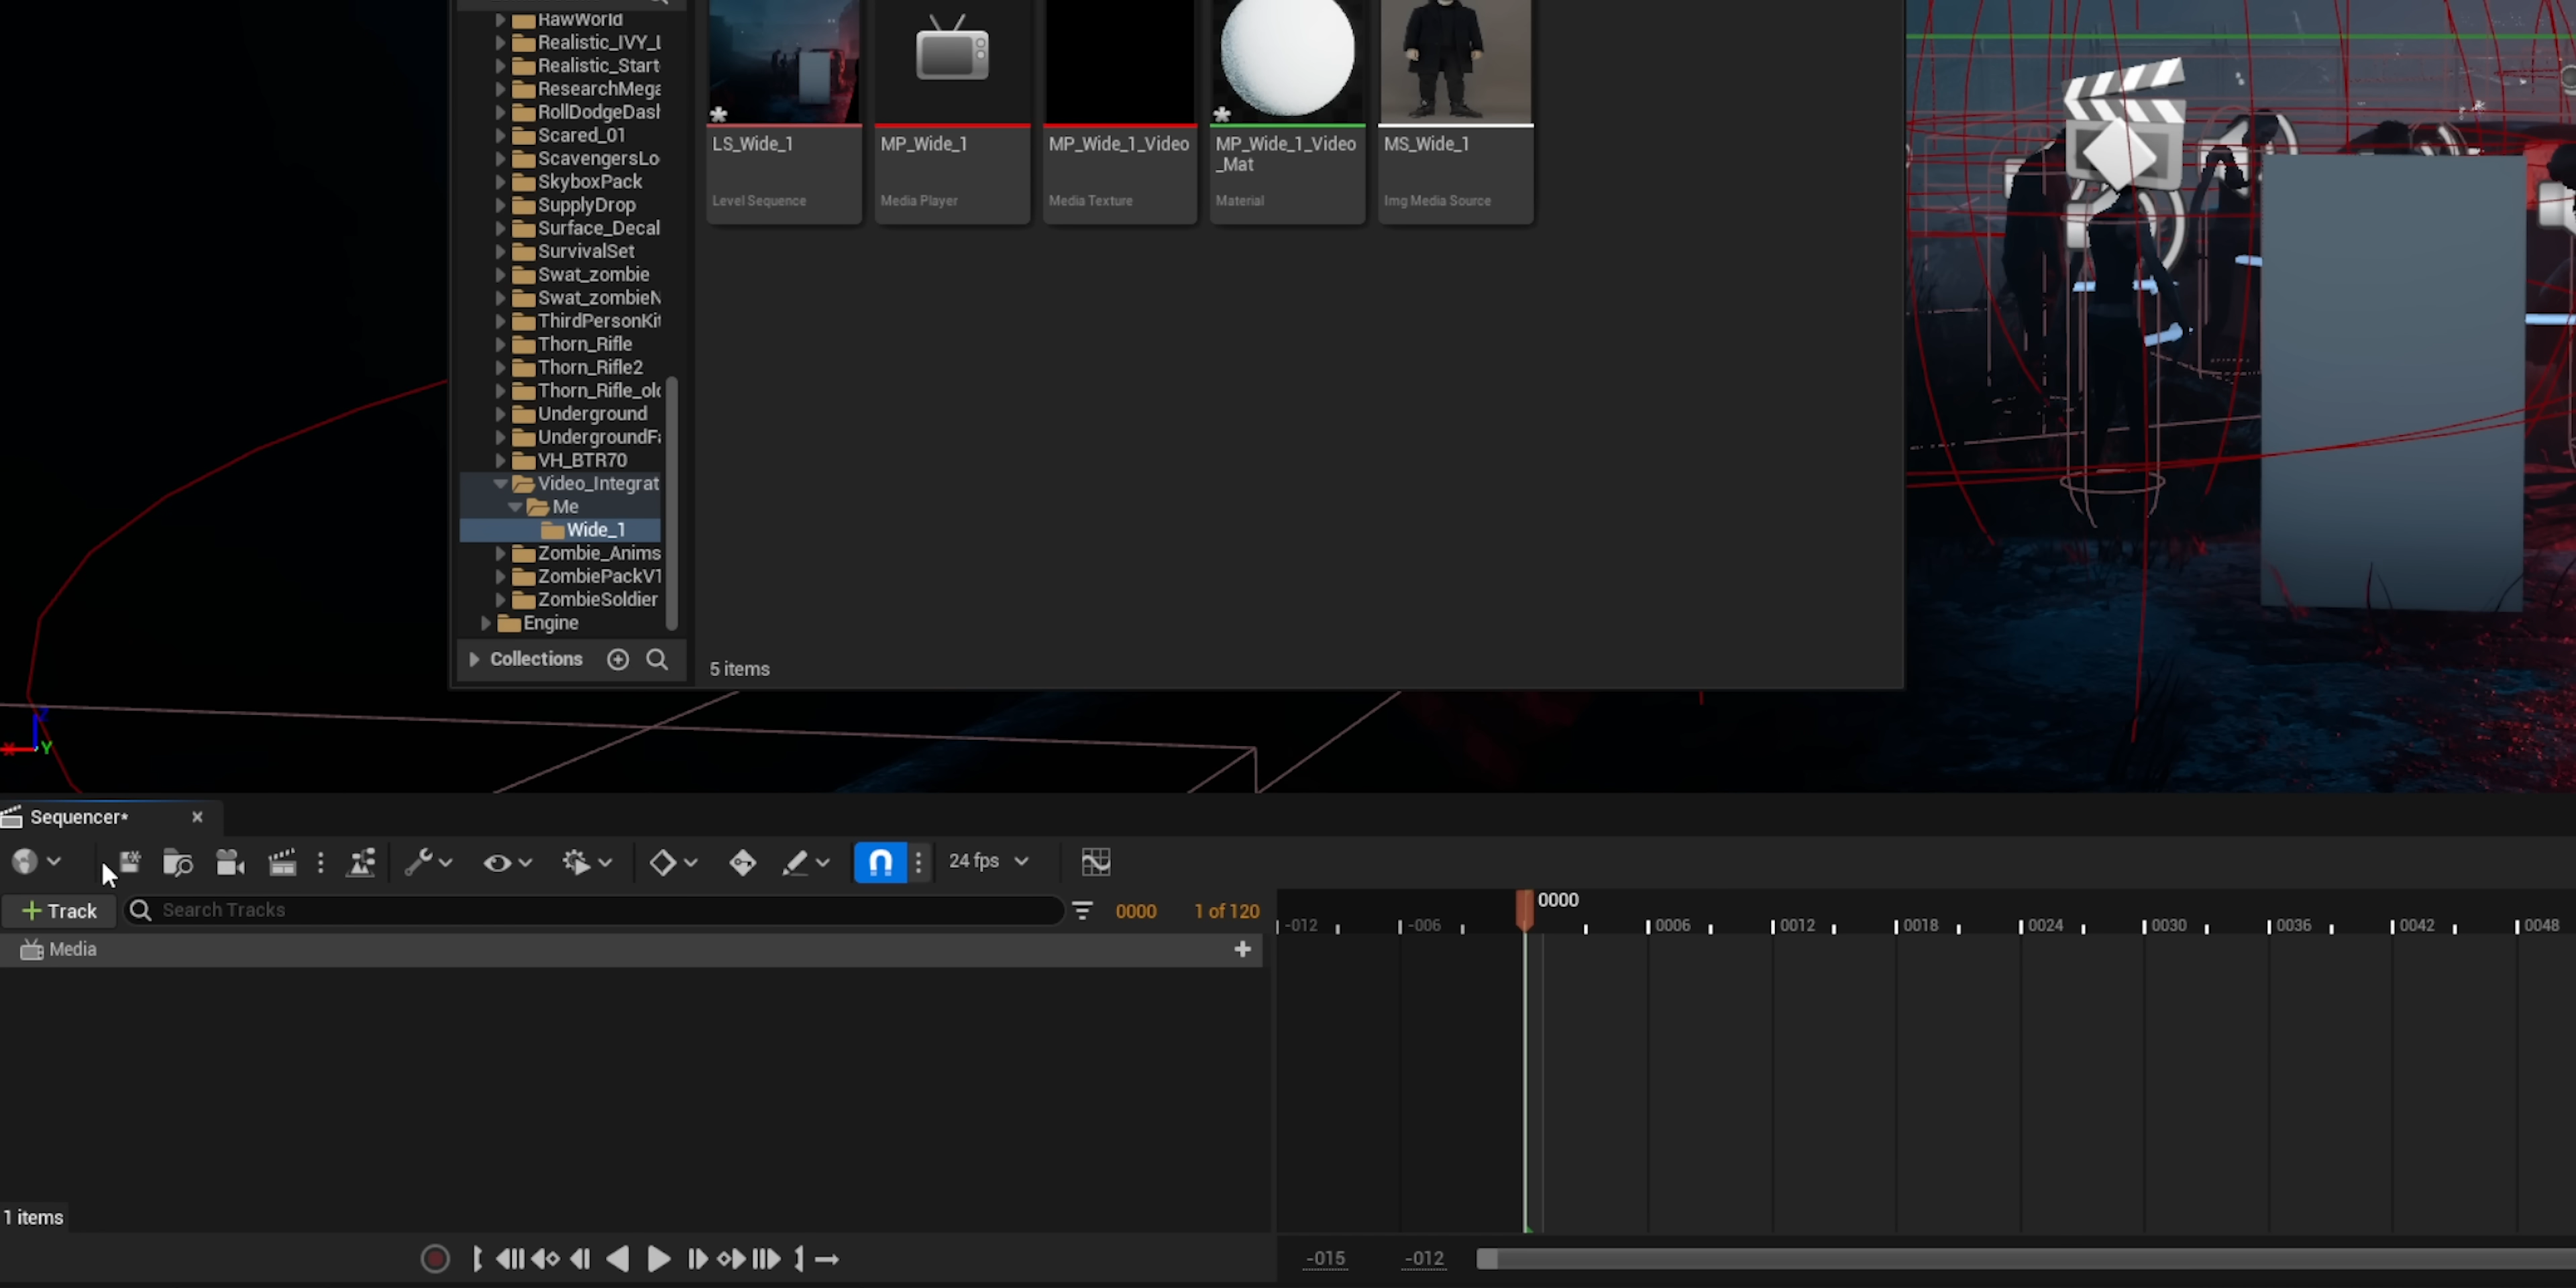 RawWorld
Realistic_IVY_L
Realistic_Start
ResearchMega
RollDodgeDash
Scared_01
ScavengersLo
SkyboxPack
SupplyDrop
Surface_Decal
SurvivalSet
Swat_zombie
Swat_zombieN
ThirdPersonKit
Thorn_Rifle
Thorn_Rifle2
Thorn_Rifle_old
Underground
UndergroundFa
VH_BTR70
Video_Integrat
Me
Wide_1
Zombie_Anims
ZombiePackV1
ZombieSoldier
Engine
Collections
LS_Wide_1
Level Sequence
MP_Wide_1
Media Player
MP_Wide_1_Video
Media Texture
MP_Wide_1_Video
_Mat
Material
MS_Wide_1
Img Media Source
5 items
Y
Sequencer*
24 fps
+ Track
Search Tracks
0000
1 of 120
Media
1 items
0000
-012 -006 0006 0012 0018 0024 0030 0036 0042 0048
-015 -012